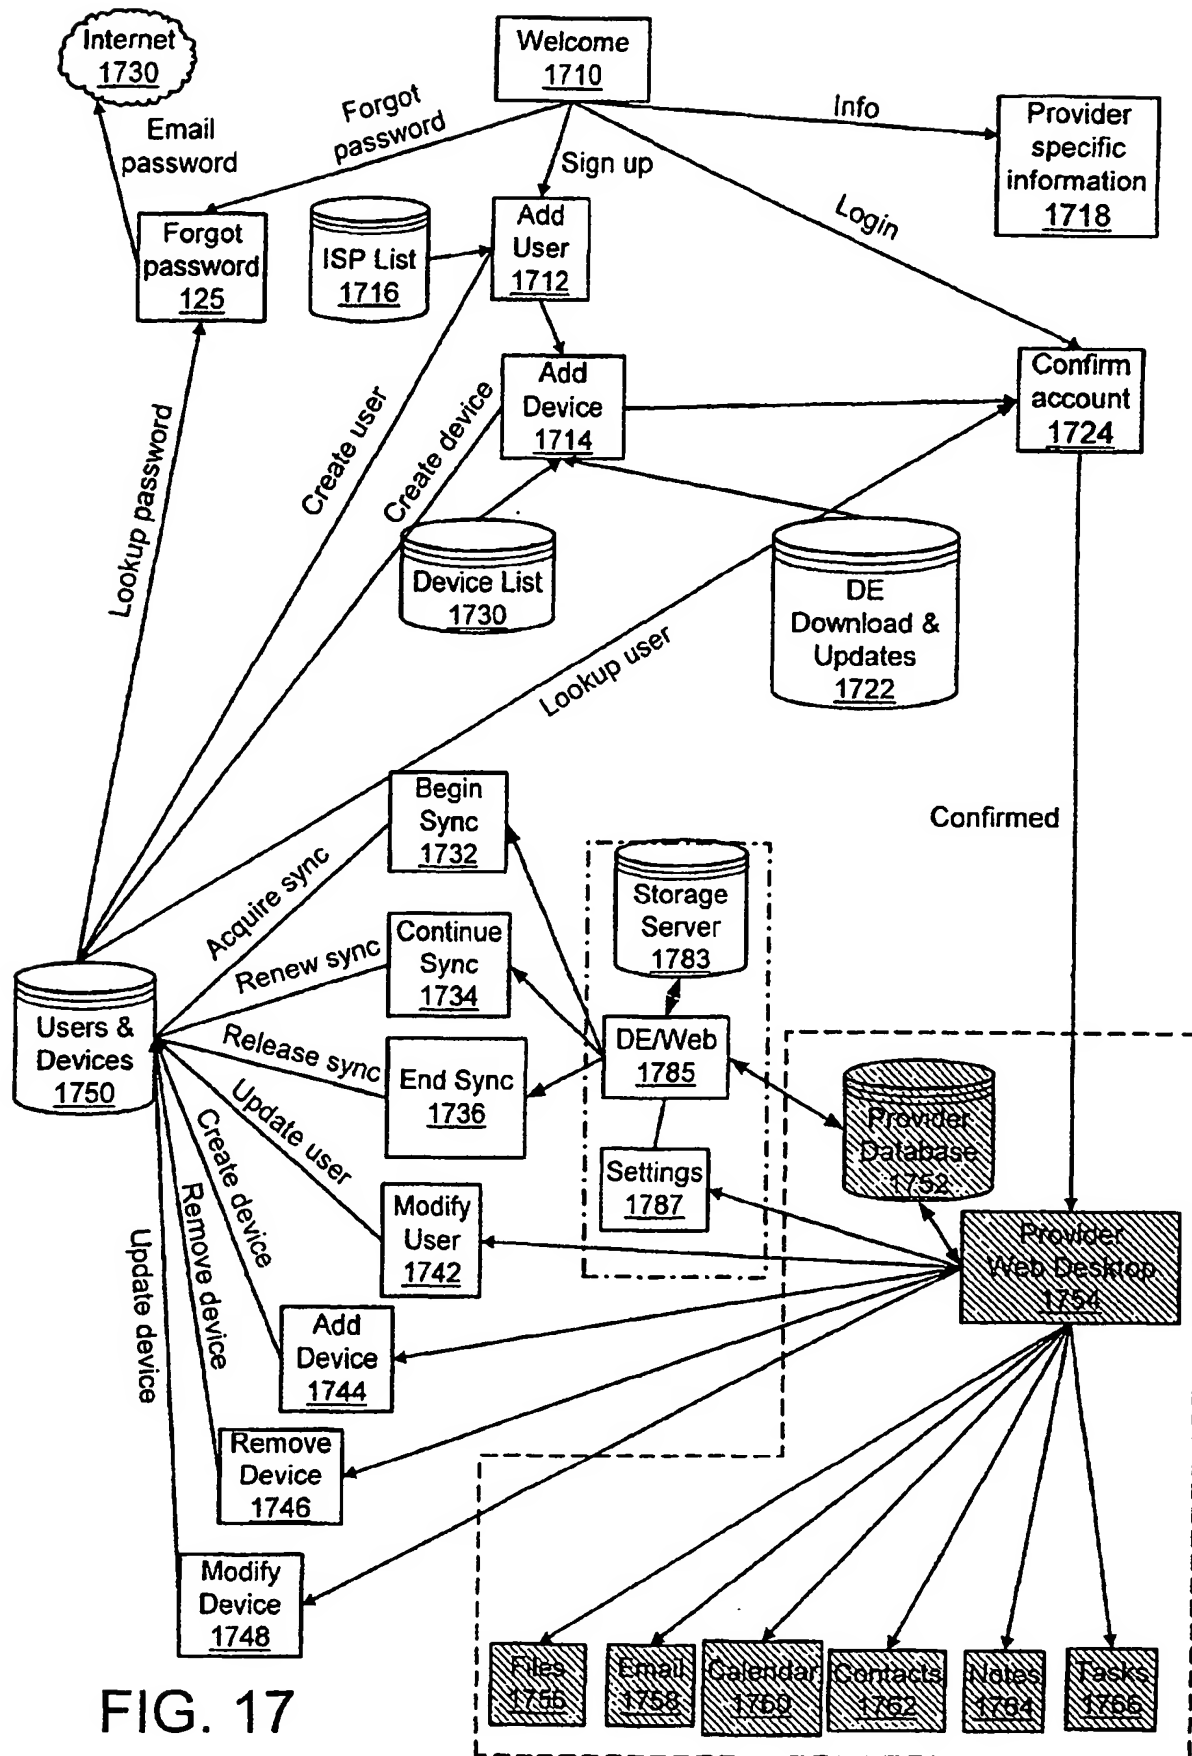 Internet
1730
Welcome
1710
Provider
specific
information
1718
Email
password
Forgot
password
Sign up
Info
Login
Forgot
password
125
ISP List
1716
Add
User
1712
Add
Device
1714
Confirm
account
1724
Lookup password
Create user
Create device
Device List
1730
DE
Download &
Updates
1722
Lookup user
Confirmed
Begin
Sync
1732
Acquire sync
Continue
Sync
1734
Renew sync
Storage
Server
1783
Users &
Devices
1750
Release sync
End Sync
1736
DE/Web
1785
Provider
Database
1752
Update user
Create device
Remove device
Update device
Modify
User
1742
Settings
1787
Provider
Web Desktop
1754
Add
Device
1744
Remove
Device
1746
Modify
Device
1748
Files
1756
Email
1758
Calendar
1760
Contacts
1762
Notes
1764
Tasks
1766
FIG. 17